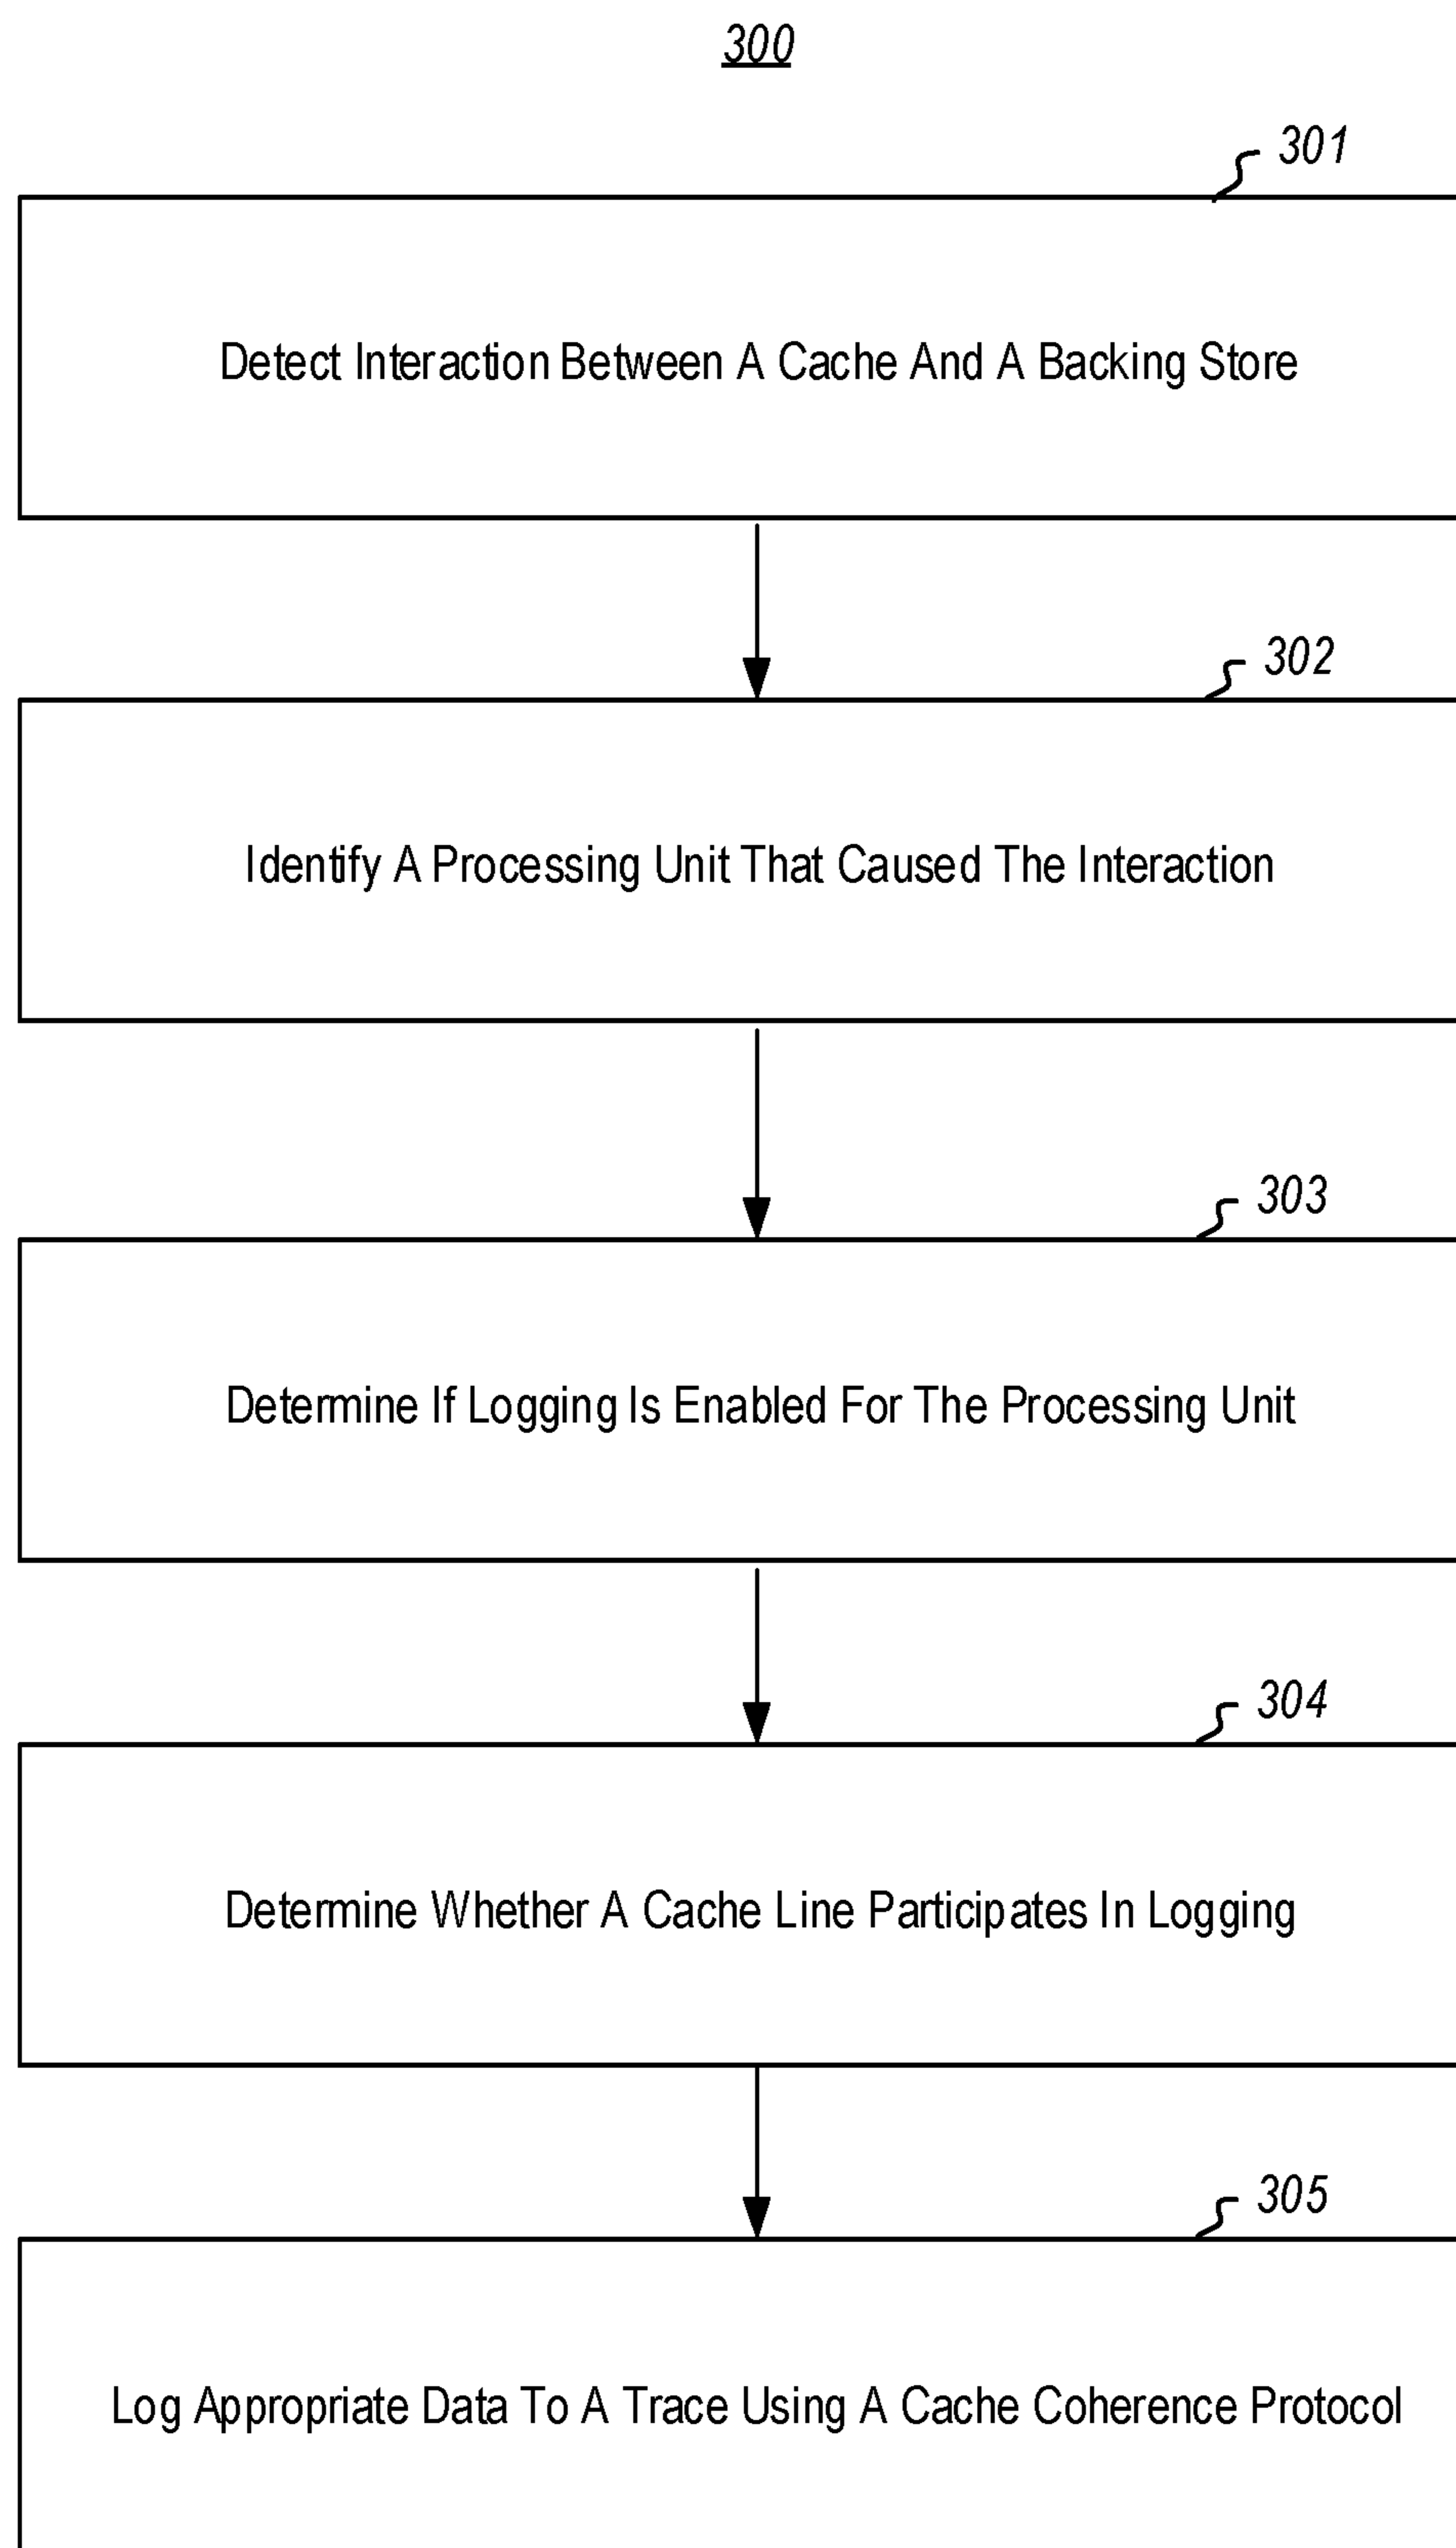 300
301
Detect Interaction Between A Cache And A Backing Store
302
Identify A Processing Unit That Caused The Interaction
303
Determine If Logging Is Enabled For The Processing Unit
304
Determine Whether A Cache Line Participates In Logging
305
Log Appropriate Data To A Trace Using A Cache Coherence Protocol